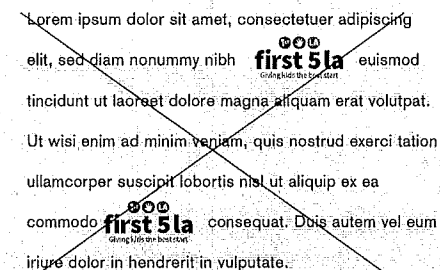 Lorem ipsum dolor sit amet, consectetuer adipiscing
elit, sed diam nonummy nibh first 5 la euismod
Giving kids the best start
tincidunt ut laoreet dolore magna aliquam erat volutpat.
Ut wisi enim ad minim veniam, quis nostrud exerci tation
ullamcorper suscipit lobortis nisl ut aliquip ex ea
commodo first 5 la consequat. Duis autem vel eum
Giving kids the best start
iriure dolor in hendrerit in vulputate.